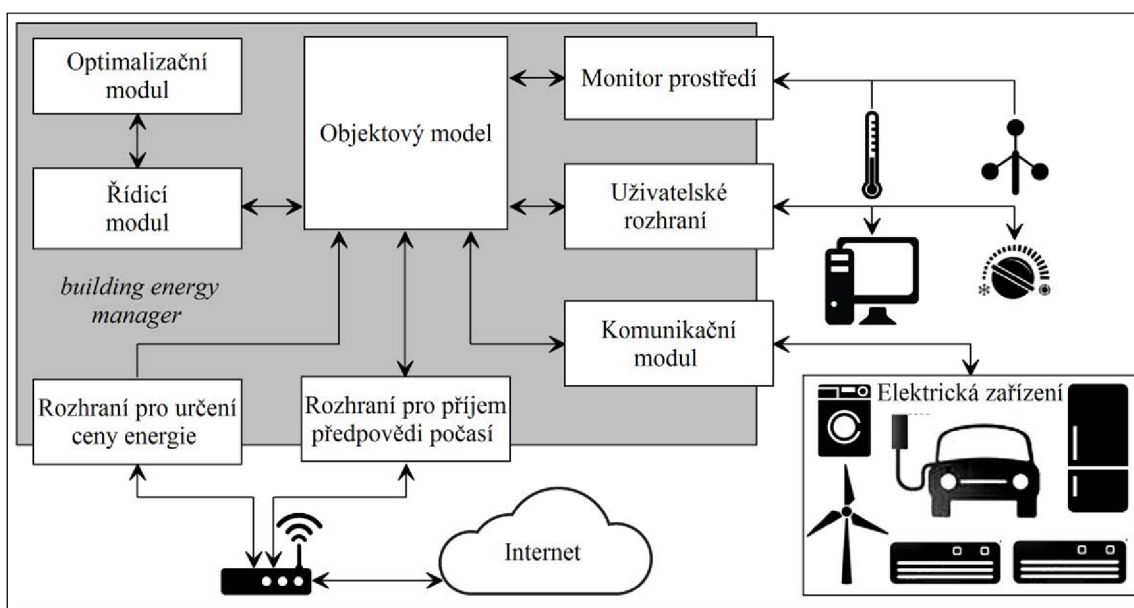 Optimalizační
modul
Řídicí
modul
building energy
manager
Objektový model
Monitor prostředí
Uživatelské
rozhraní
Komunikační
modul
Rozhraní pro určení
ceny energie
Rozhraní pro příjem
předpovědi počasí
Elektrická zařízení
Internet